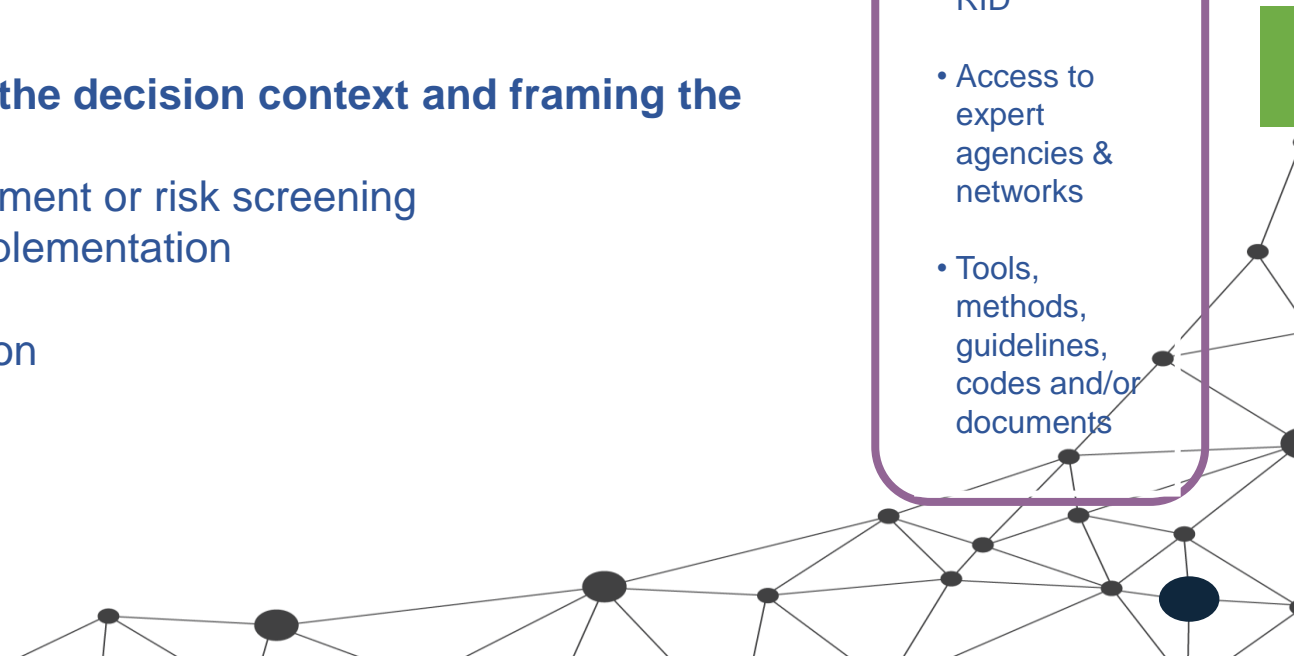 the decision context and framing the
ment or risk screening
plementation
on
RID
• Access to
expert
agencies &
networks
• Tools,
methods,
guidelines,
codes and/or
documents